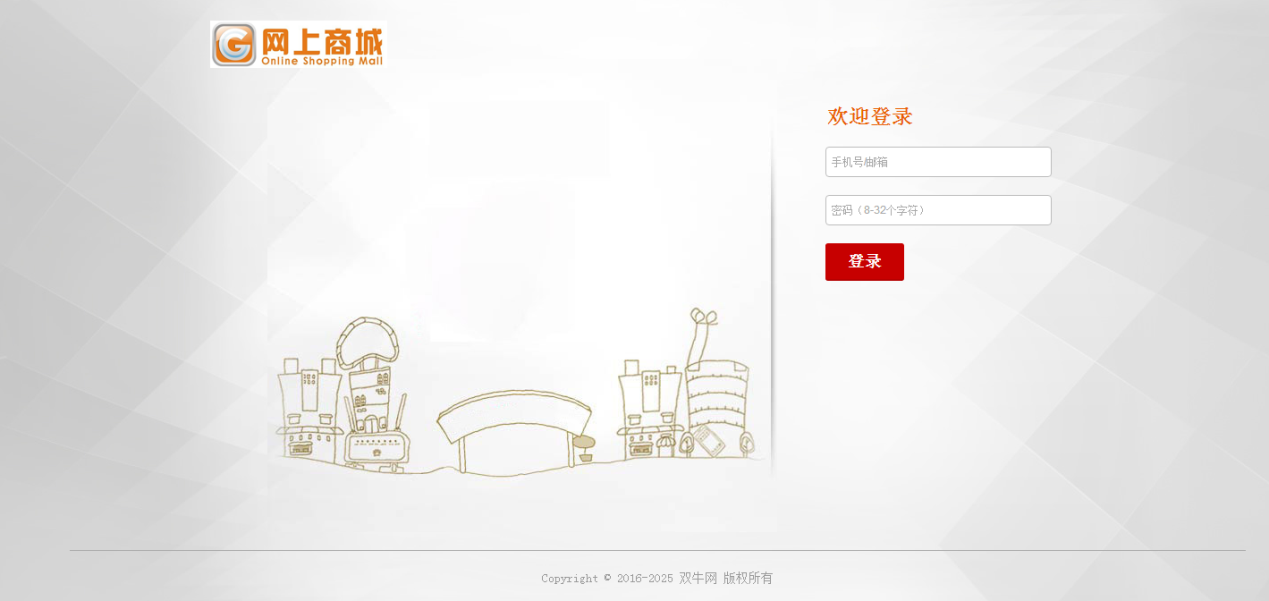 网上商城
Online Shopping Mall
欢迎登录
手机号/邮箱
密码（8-32个字符）
登录
Copyright © 2016-2025 双牛网 版权所有